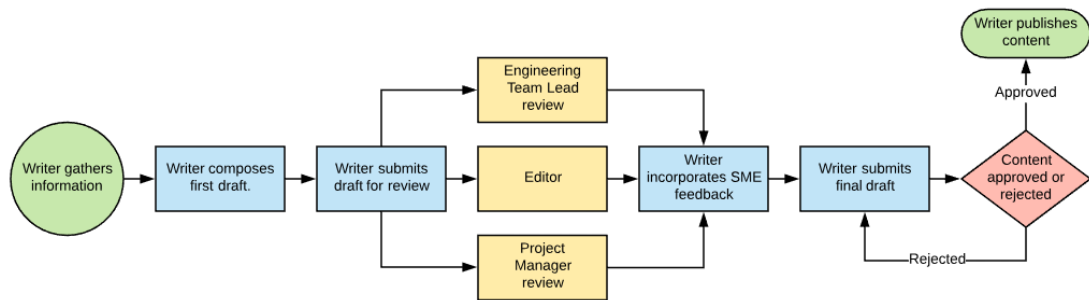 Writer publishes
content
Engineering
Team Lead
review
Approved
Writer gathers
information
Writer composes
first draft.
Writer submits
draft for review
Editor
Writer
incorporates SME
feedback
Writer submits
final draft
Content
approved or
rejected
Project
Manager
review
Rejected